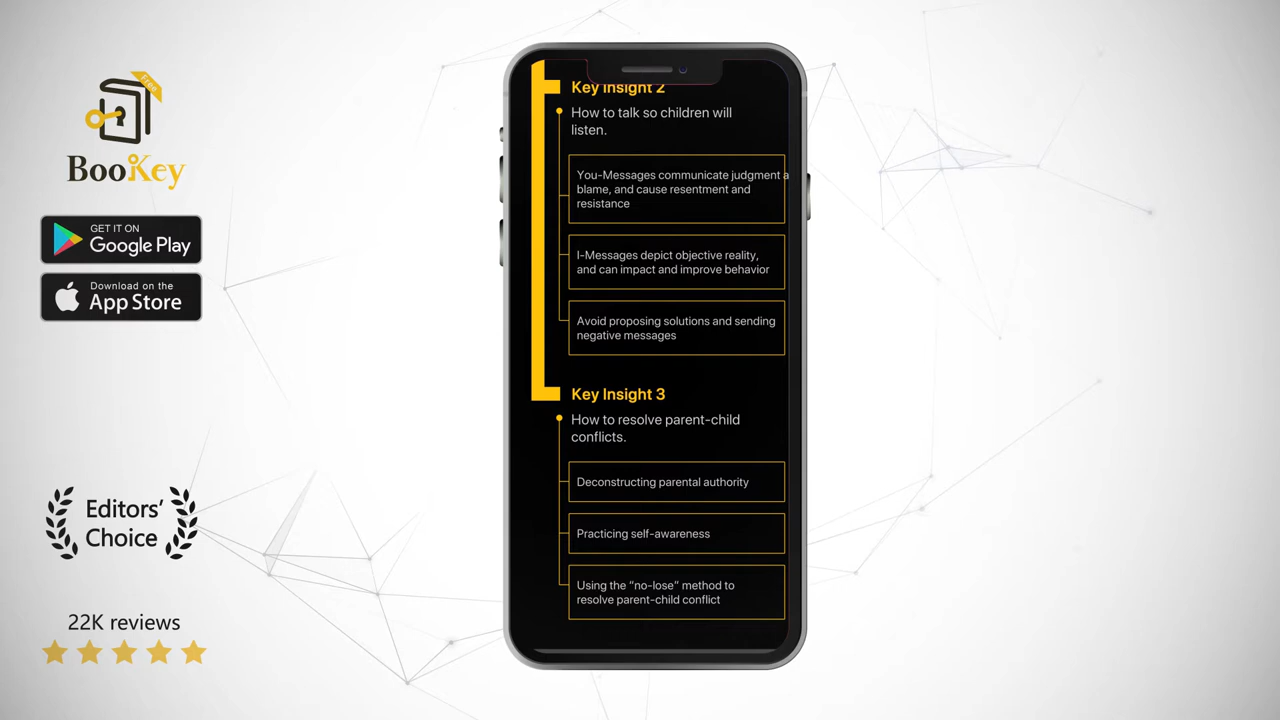 Free
BooKey
GET IT ON
Google Play
Download on the
App Store
Editors’
Choice
22K reviews
Key Insight 2
How to talk so children will
listen.
You-Messages communicate judgment a
blame, and cause resentment and
resistance
I-Messages depict objective reality,
and can impact and improve behavior
Avoid proposing solutions and sending
negative messages
Key Insight 3
How to resolve parent-child
conflicts.
Deconstructing parental authority
Practicing self-awareness
Using the “no-lose” method to
resolve parent-child conflict